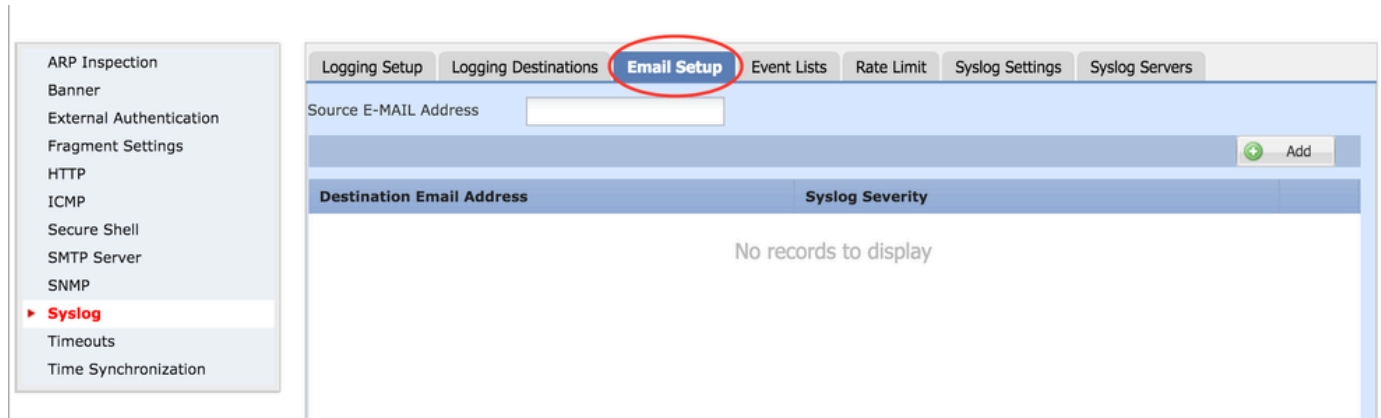 ARP Inspection
Banner
External Authentication
Fragment Settings
HTTP
ICMP
Secure Shell
SMTP Server
SNMP
Syslog
Timeouts
Time Synchronization
Logging Setup Logging Destinations Email Setup Event Lists Rate Limit Syslog Settings Syslog Servers
Source E-MAIL Address
Add
Destination Email Address Syslog Severity
No records to display